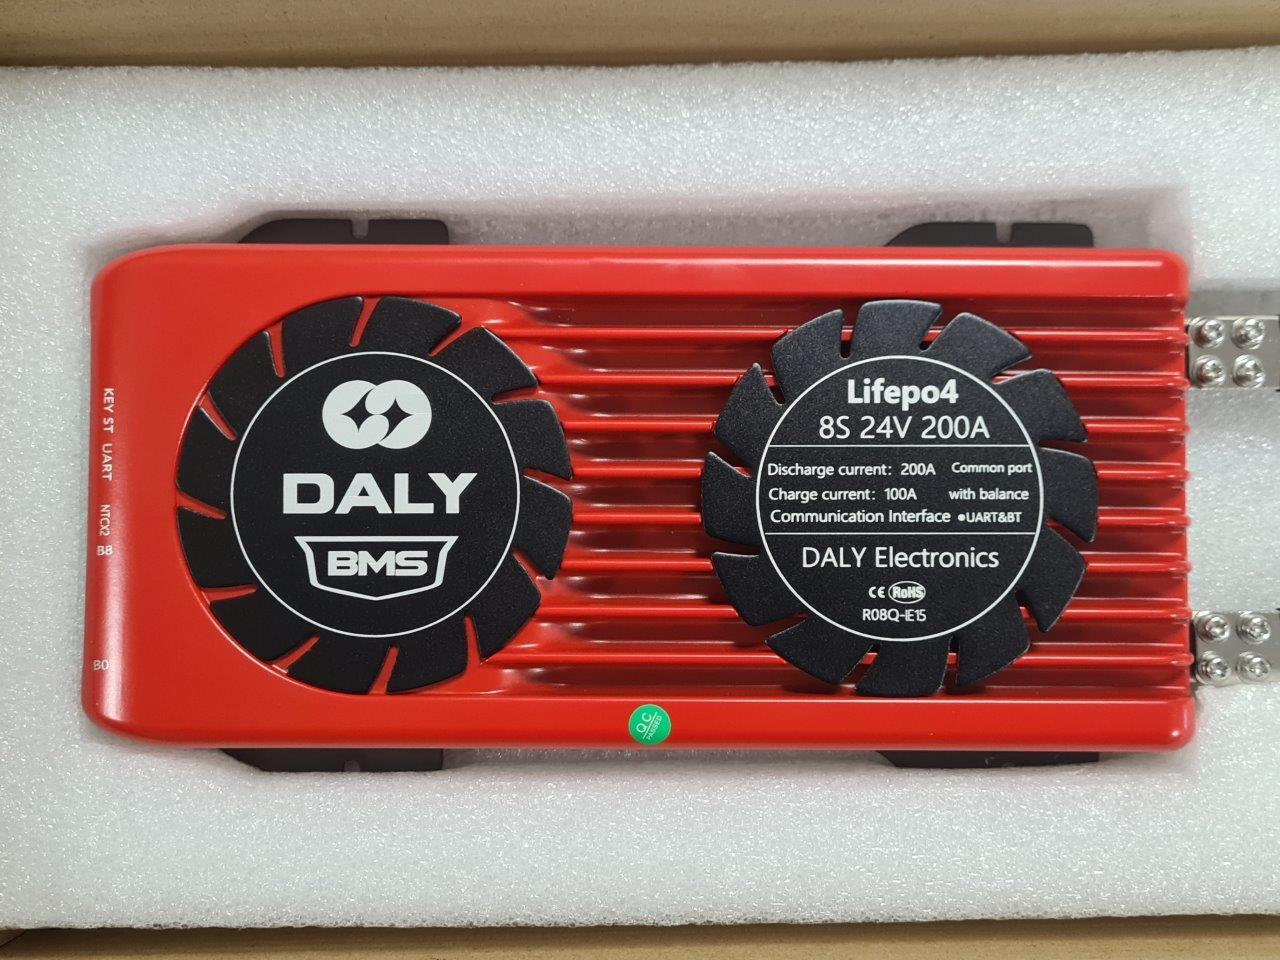 KEY ST UART NTCX2 B8
B0
DALY
BMS
Lifepo4
8S 24V 200A
Discharge current: 200A Common port
Charge current: 100A with balance
Communication Interface ●UART&BT
DALY Electronics
CE RoHS
R08Q-IE15
QC
PASSED